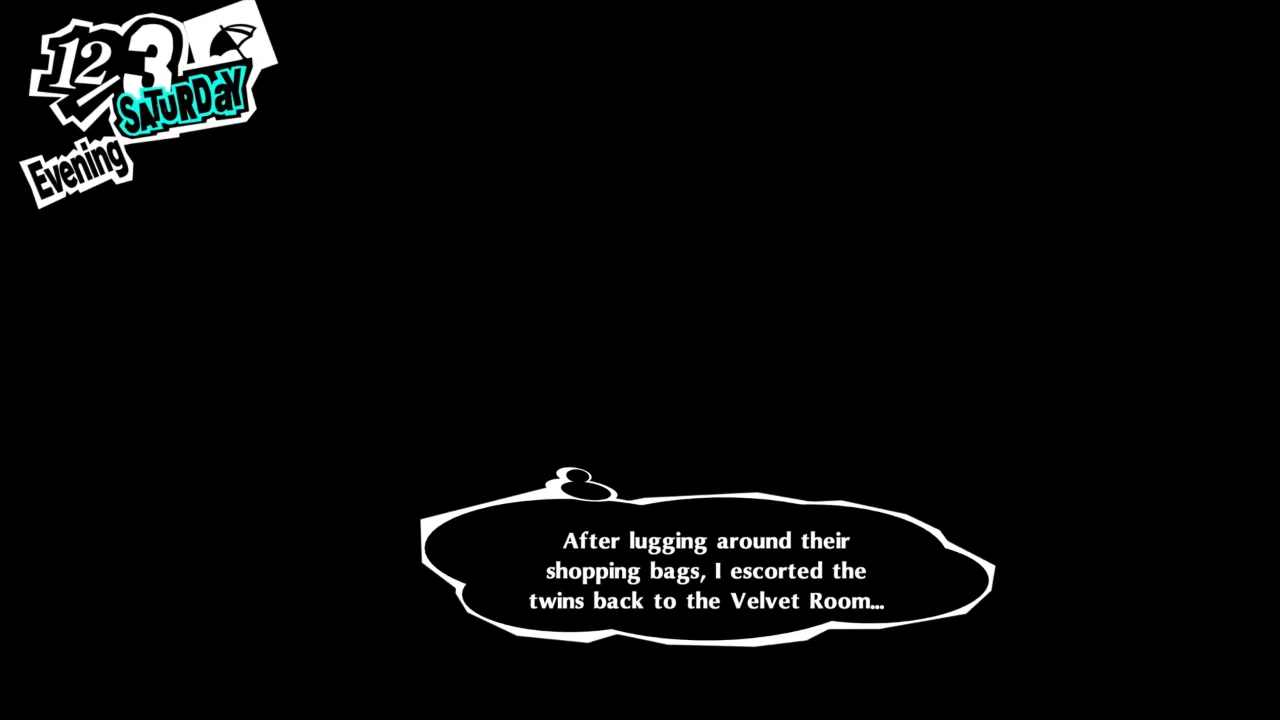 12 3
SATURDaY
Evening
After lugging around their
shopping bags, I escorted the
twins back to the Velvet Room...